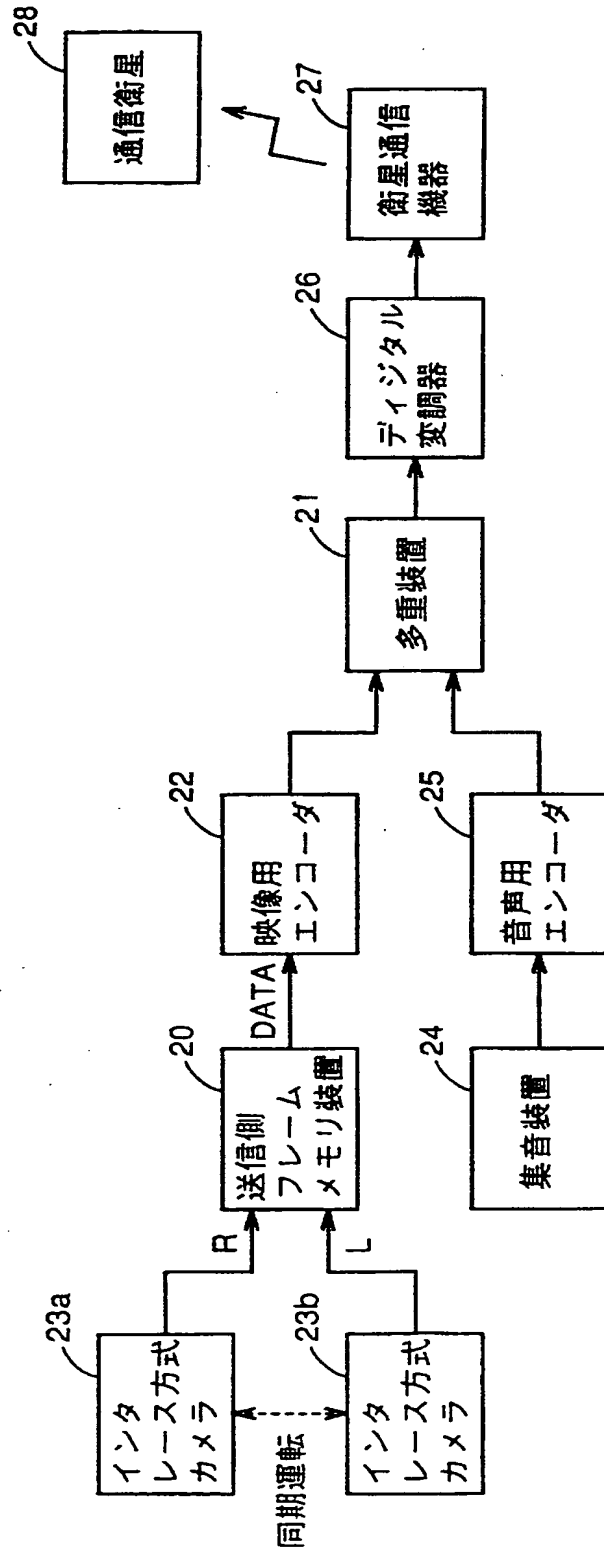 23a
インタ
レース方式
カメラ
同期運転
23b
インタ
レース方式
カメラ
R
L
20
送信側
フレーム
メモリ装置
DATA
22
映像用
エンコーダ
24
集音装置
25
音声用
エンコーダ
21
多重装置
26
ディジタル
変調器
27
衛星通信
機器
28
通信衛星